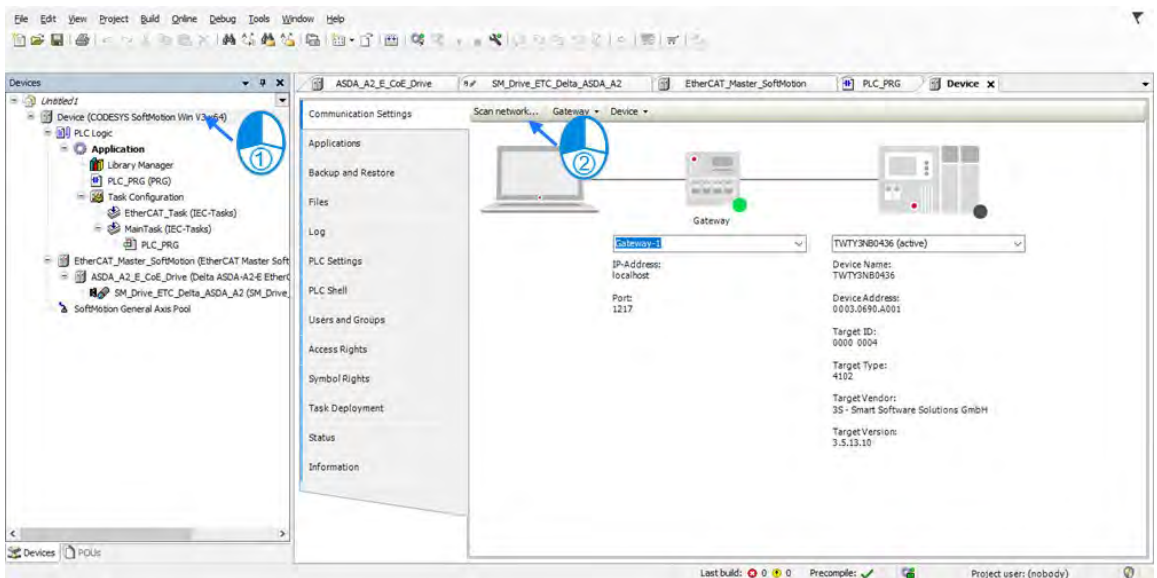 File Edit View Project Build Online Debug Tools Window Help
Devices
ASDA_A2_E_CoE_Drive
SM_Drive_ETC_Delta_ASDA_A2
EtherCAT_Master_SoftMotion
PLC_PRG
Device
Untitled1
Device (CODESYS SoftMotion Win V3 x64)
PLC Logic
Application
Library Manager
PLC_PRG (PRG)
Task Configuration
EtherCAT_Task (IEC-Tasks)
MainTask (IEC-Tasks)
PLC_PRG
EtherCAT_Master_SoftMotion (EtherCAT Master Soft
ASDA_A2_E_CoE_Drive (Delta ASDA-A2-E EtherC
SM_Drive_ETC_Delta_ASDA_A2 (SM_Drive_
SoftMotion General Axis Pool
1
Devices
POUs
Communication Settings
Applications
Backup and Restore
Files
Log
PLC Settings
PLC Shell
Users and Groups
Access Rights
Symbol Rights
Task Deployment
Status
Information
Scan network... Gateway Device
2
Gateway
Gateway-1
IP-Address:
localhost
Port:
1217
TWTY3NB0436 (active)
Device Name:
TWTY3NB0436
Device Address:
0003.0690.A001
Target ID:
0000 0004
Target Type:
4102
Target Vendor:
3S - Smart Software Solutions GmbH
Target Version:
3.5.13.10
Last build: 0 0 Precompile: Project user: (nobody)